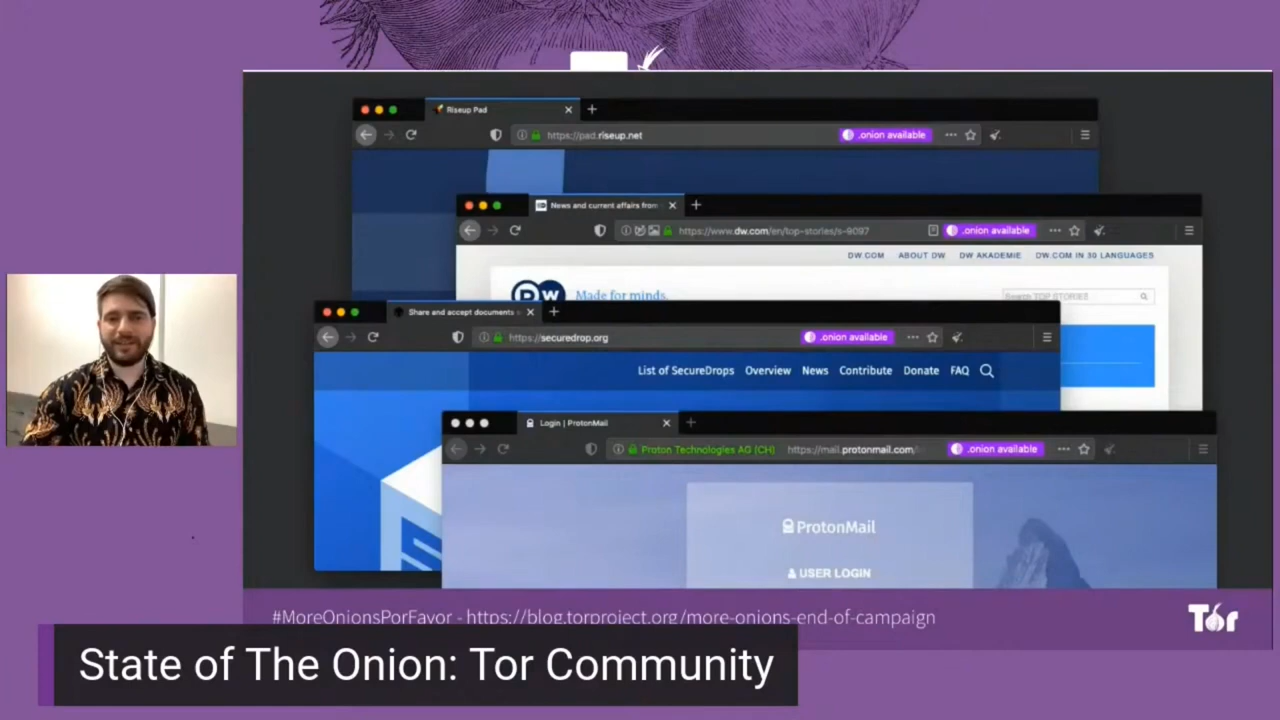 Riseup Pad
https://pad.riseup.net
.onion available
News and current affairs from
https://www.dw.com/en/top-stories/s-9097
.onion available
DW.COM ABOUT DW DW AKADEMIE DW.COM IN 30 LANGUAGES
DW Made for minds.
Search TOP STORIES
Share and accept documents
https://securedrop.org
.onion available
List of SecureDrops Overview News Contribute Donate FAQ
Login | ProtonMail
Proton Technologies AG (CH) https://mail.protonmail.com/
.onion available
ProtonMail
USER LOGIN
#MoreOnionsPorFavor - https://blog.torproject.org/more-onions-end-of-campaign
Tor
State of The Onion: Tor Community